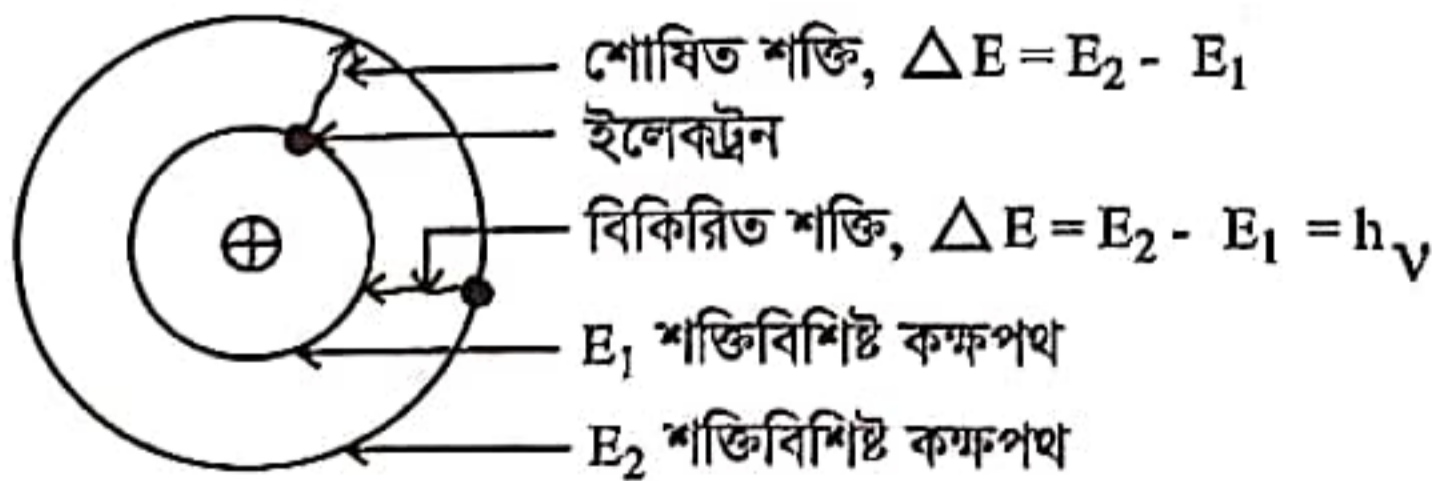 শোষিত শক্তি, △E = E₂ - E₁
ইলেকট্রন
বিকিরিত শক্তি, △E = E₂ - E₁ = hν
E₁ শক্তিবিশিষ্ট কক্ষপথ
E₂ শক্তিবিশিষ্ট কক্ষপথ